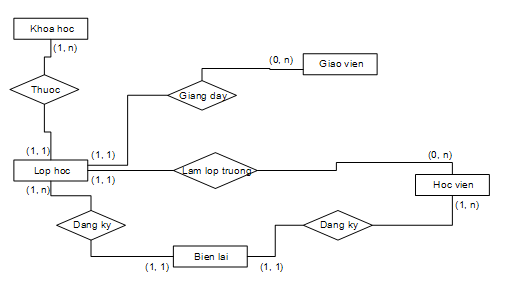 Khoa hoc
(1, n)
(0, n)
Giao vien
Thuoc
Giang day
(1, 1)
(1, 1)
(0, n)
Lop hoc
Lam lop truong
(1, 1)
Hoc vien
(1, n)
(1, n)
Dang ky
Dang ky
Bien lai
(1, 1)
(1, 1)